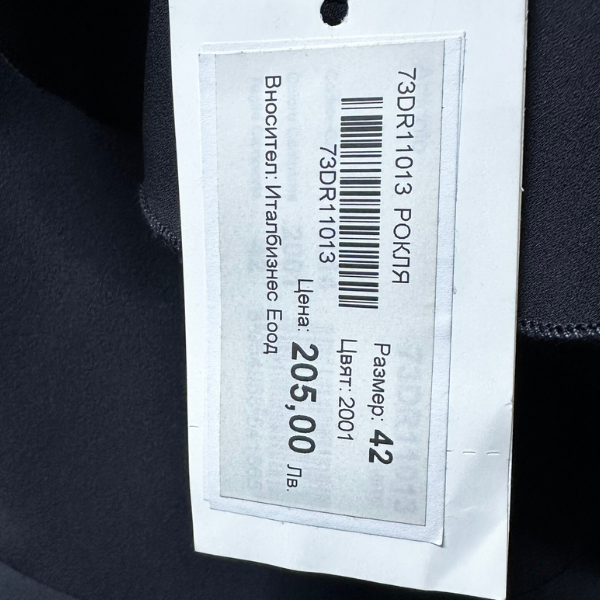 73DR11013 РОКЛЯ
73DR11013
Размер: 42
Цвят: 2001
Цена: 205,00 Лв.
Вносител: Италбизнес Еоод